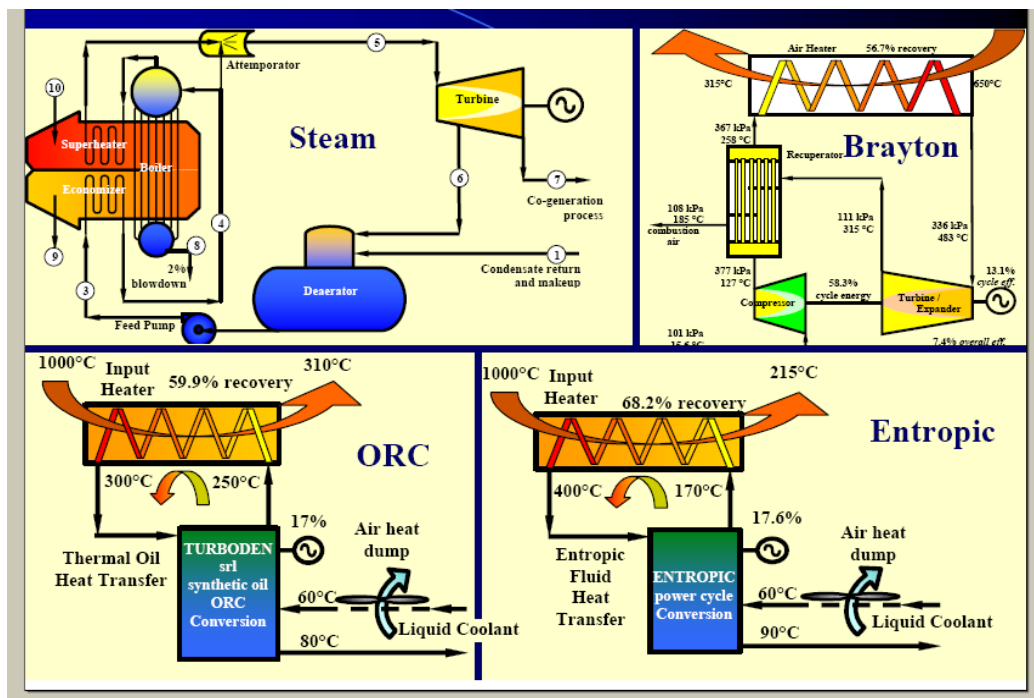 5
10
Attemporator
Turbine
Steam
Superheater
Boiler
Economizer
6
7
Co-generation
process
4
9
8
2%
blowdown
3
1
Condensate return
and makeup
Deaerator
Feed Pump
Air Heater
56.7% recovery
315°C
650°C
367 kPa
258 °C
Brayton
Recuperator
108 kPa
185 °C
combustion
air
111 kPa
315 °C
336 kPa
483 °C
377 kPa
127 °C
58.3%
cycle energy
13.1%
cycle eff.
Compressor
Turbine /
Expander
101 kPa
15.6 °C
7.4% overall eff.
1000°C
Input
Heater
59.9% recovery
310°C
ORC
300°C
250°C
17%
Air heat
dump
Thermal Oil
Heat Transfer
TURBODEN
srl
synthetic oil
ORC
Conversion
60°C
Liquid Coolant
80°C
1000°C
Input
Heater
68.2% recovery
215°C
Entropic
400°C
170°C
17.6%
Air heat
dump
Entropic
Fluid
Heat
Transfer
ENTROPIC
power cycle
Conversion
60°C
Liquid Coolant
90°C